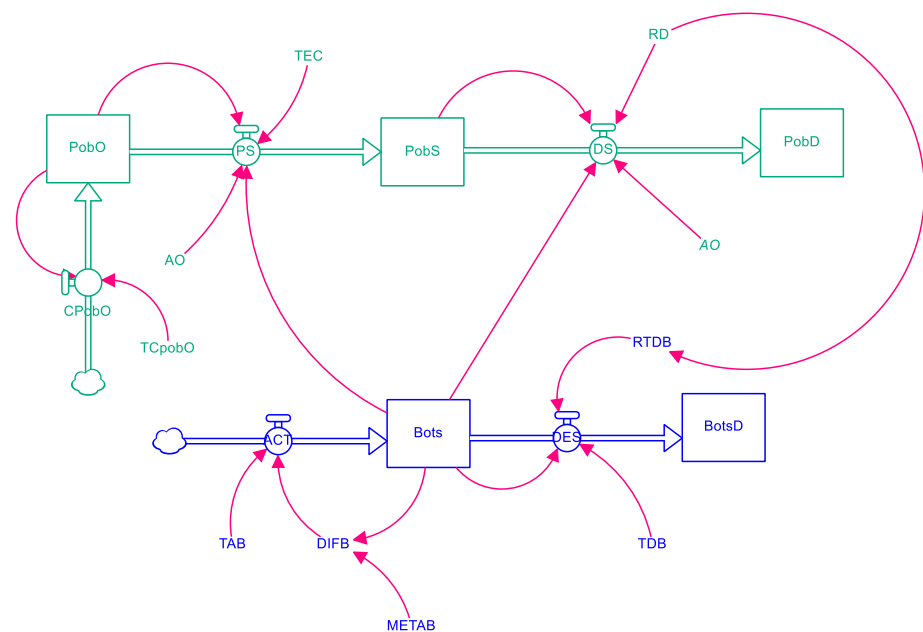 RD
TEC
PobO
PS
PobS
DS
PobD
AO
AO
CPobO
TCpobO
RTDB
ACT
Bots
DES
BotsD
TAB
DIFB
TDB
METAB